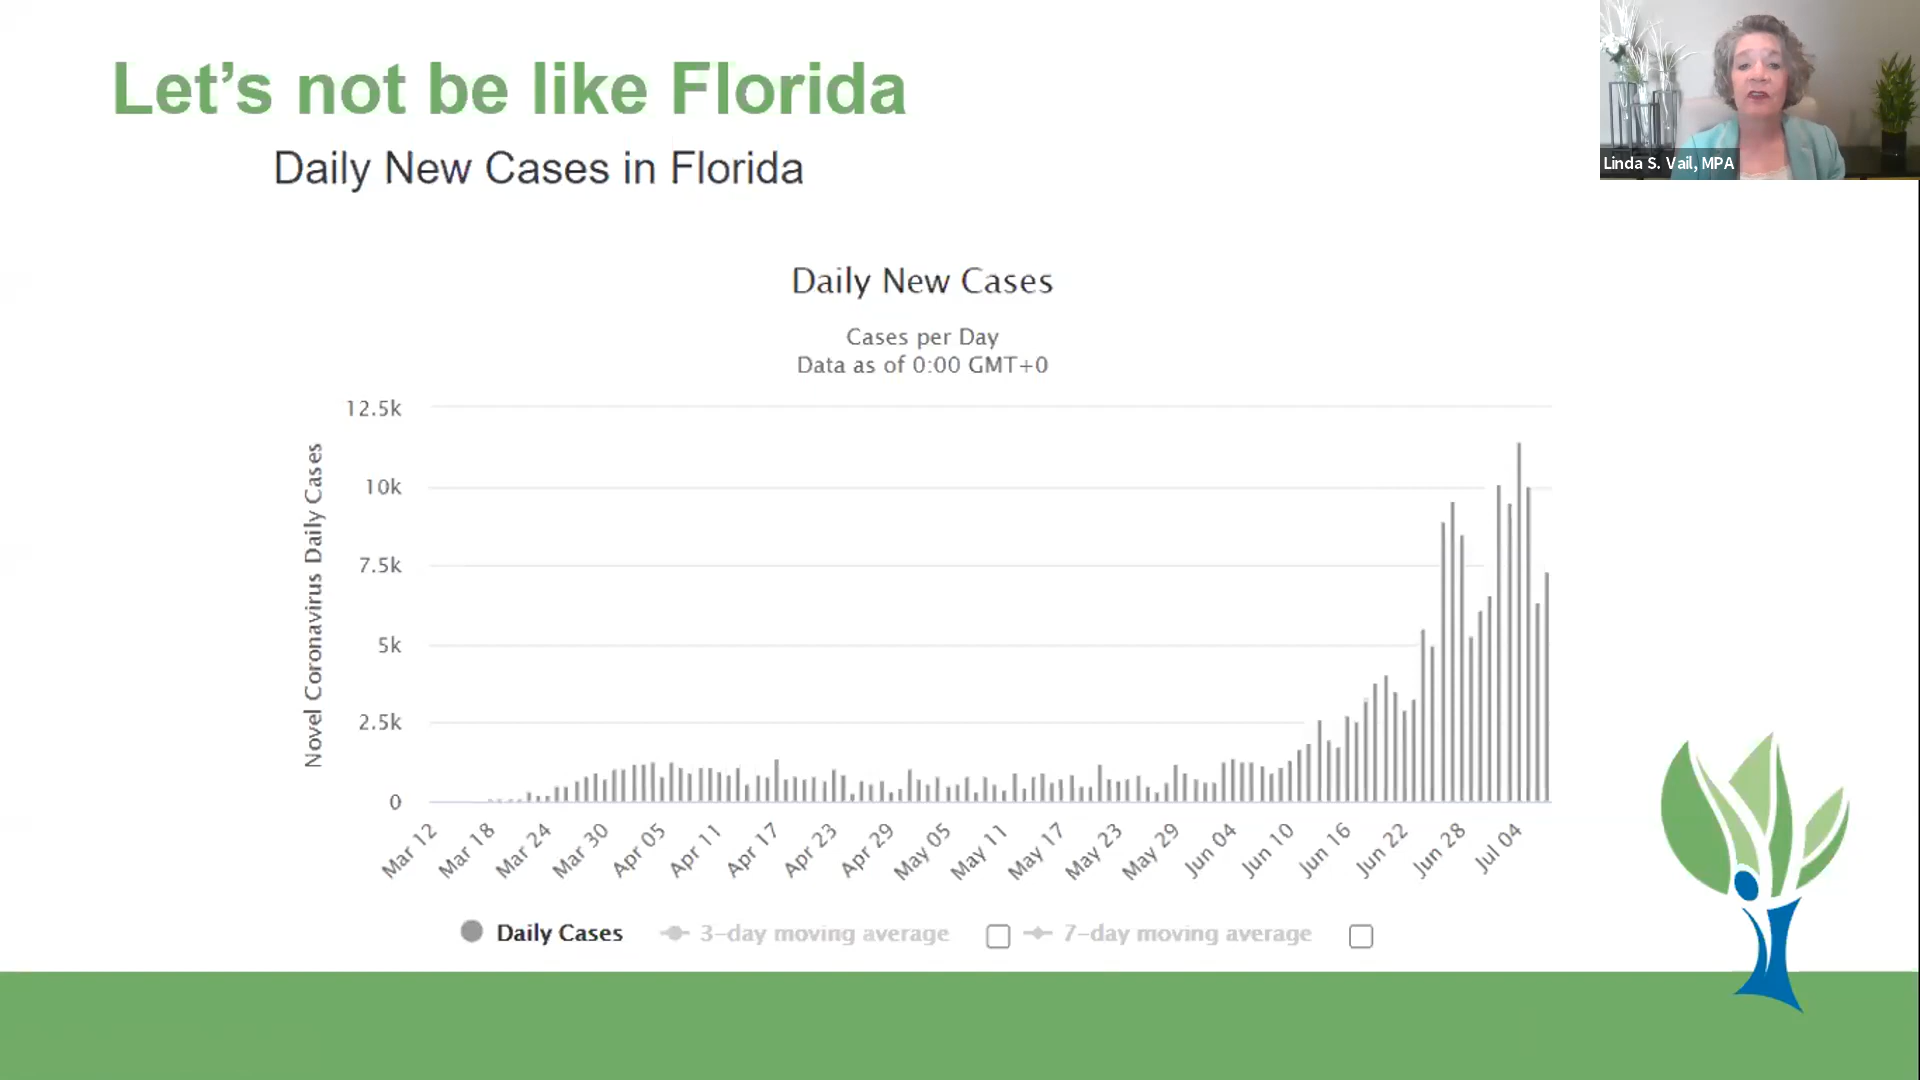 Let's not be like Florida
Linda S. Vail, MPA
Daily New Cases in Florida
Daily New Cases
Cases per Day
Data as of 0:00 GMT+0
Novel Coronavirus Daily Cases
12.5k
10k
7.5k
5k
2.5k
0
Mar 12 Mar 18 Mar 24 Mar 30 Apr 05 Apr 11 Apr 17 Apr 23 Apr 29 May 05 May 11 May 17 May 23 May 29 Jun 04 Jun 10 Jun 16 Jun 22 Jun 28 Jul 04
Daily Cases 3-day moving average 7-day moving average